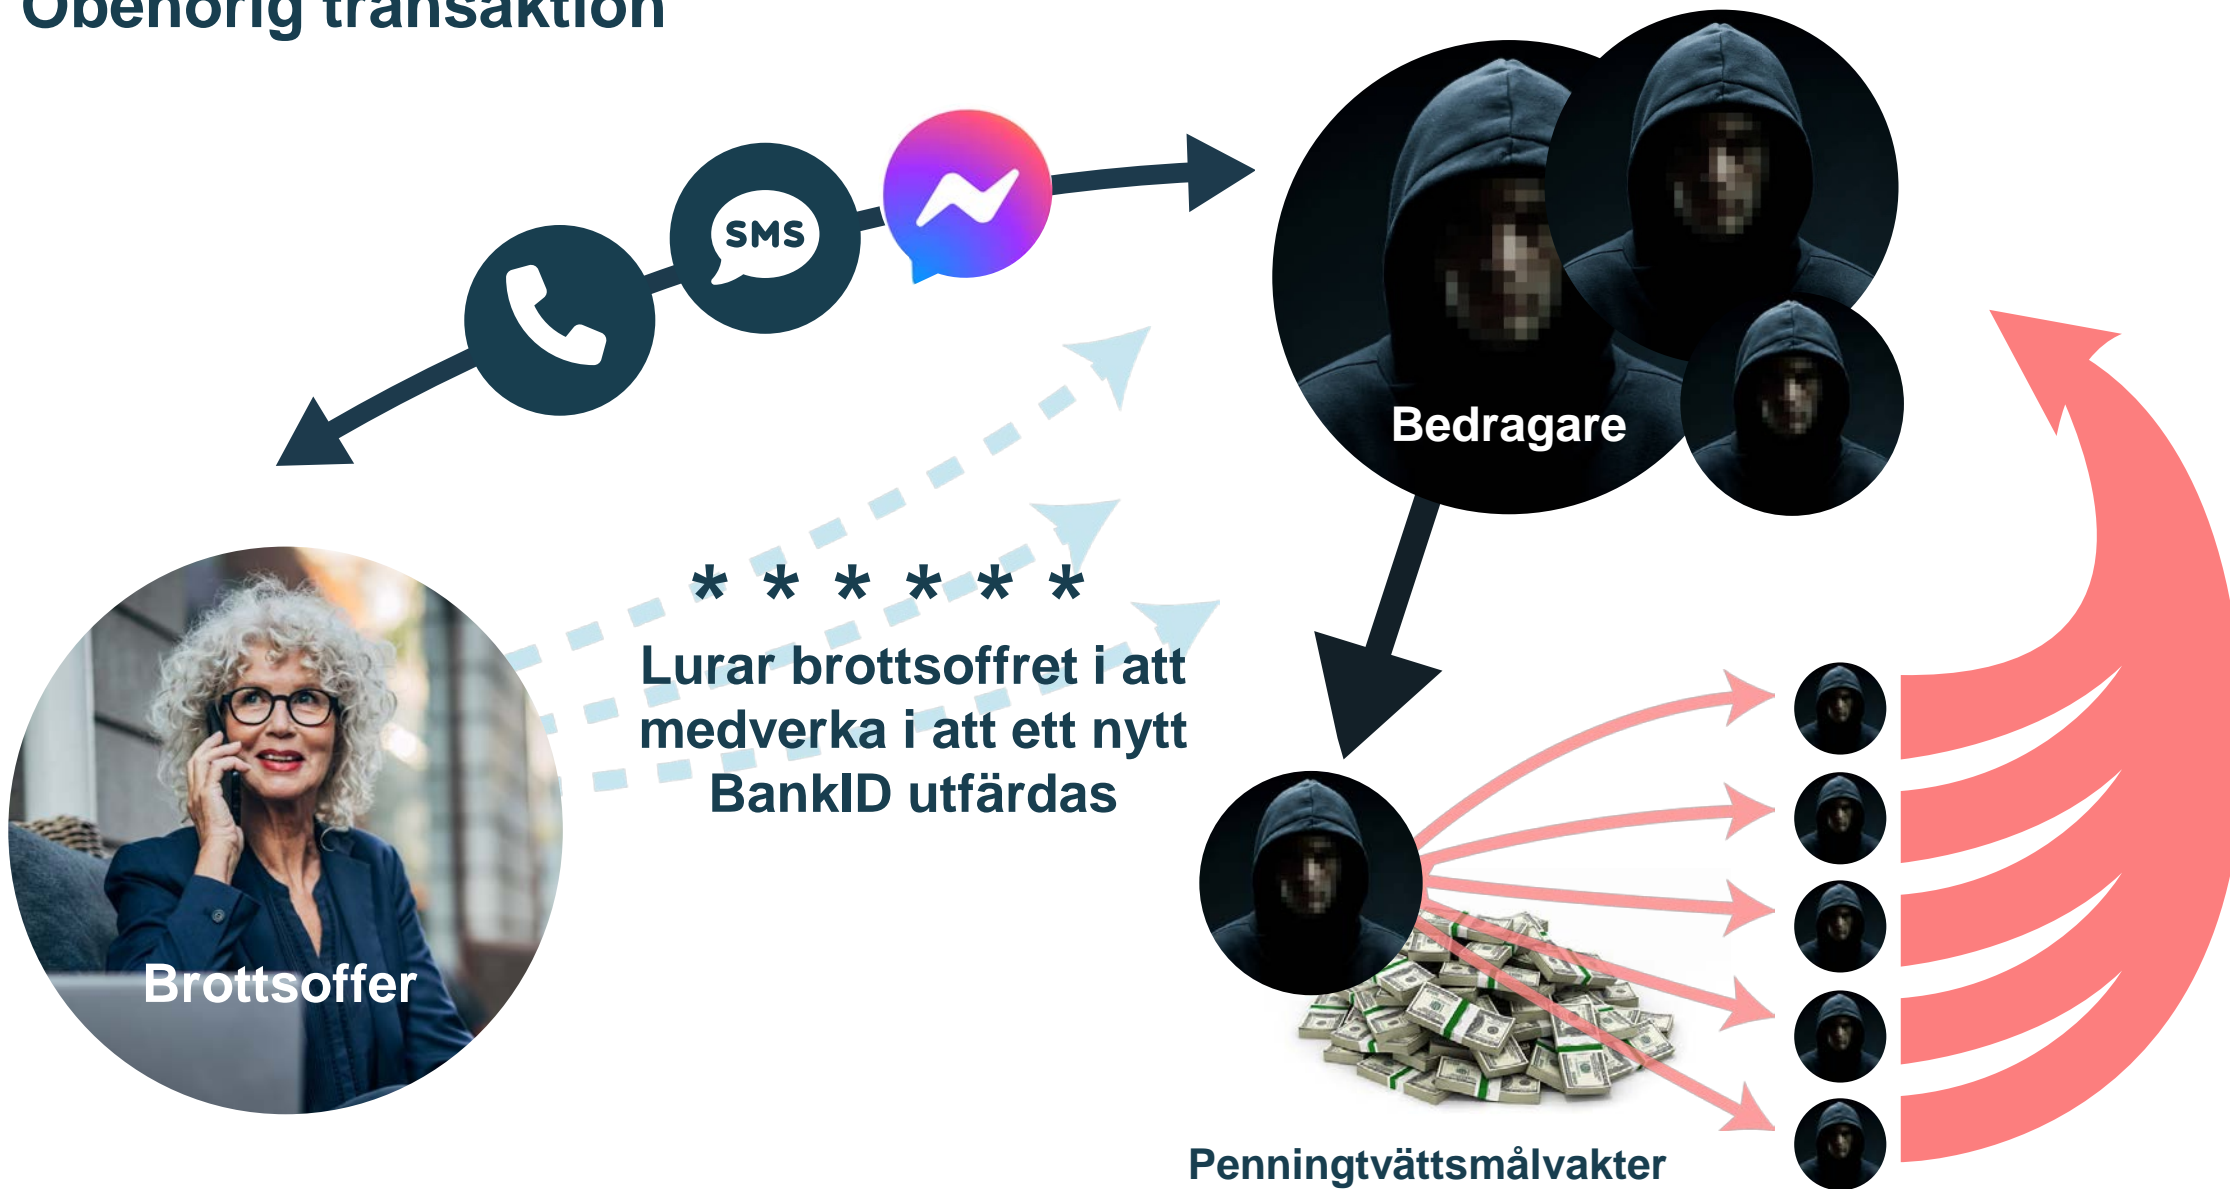 Obehörig transaktion
SMS
Bedragare
* * * * * *
Lurar brottsoffret i att
medverka i att ett nytt
BankID utfärdas
Brottsoffer
Penningtvättsmålvakter